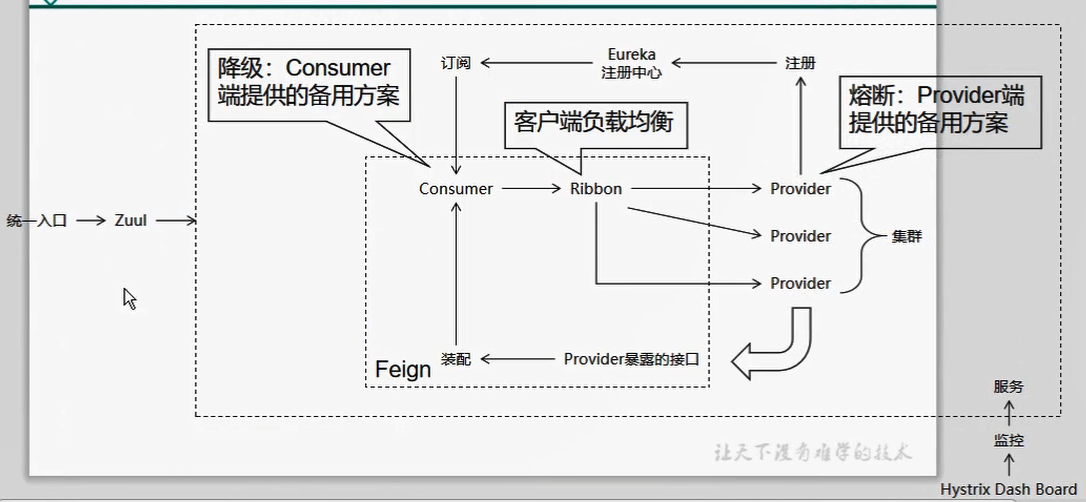 降级：Consumer
端提供的备用方案
订阅
Eureka
注册中心
注册
熔断：Provider端
提供的备用方案
客户端负载均衡
Consumer
Ribbon
Provider
统一入口
Zuul
Provider
集群
Provider
Feign
装配
Provider暴露的接口
服务
监控
让天下没有难学的技术
Hystrix Dash Board